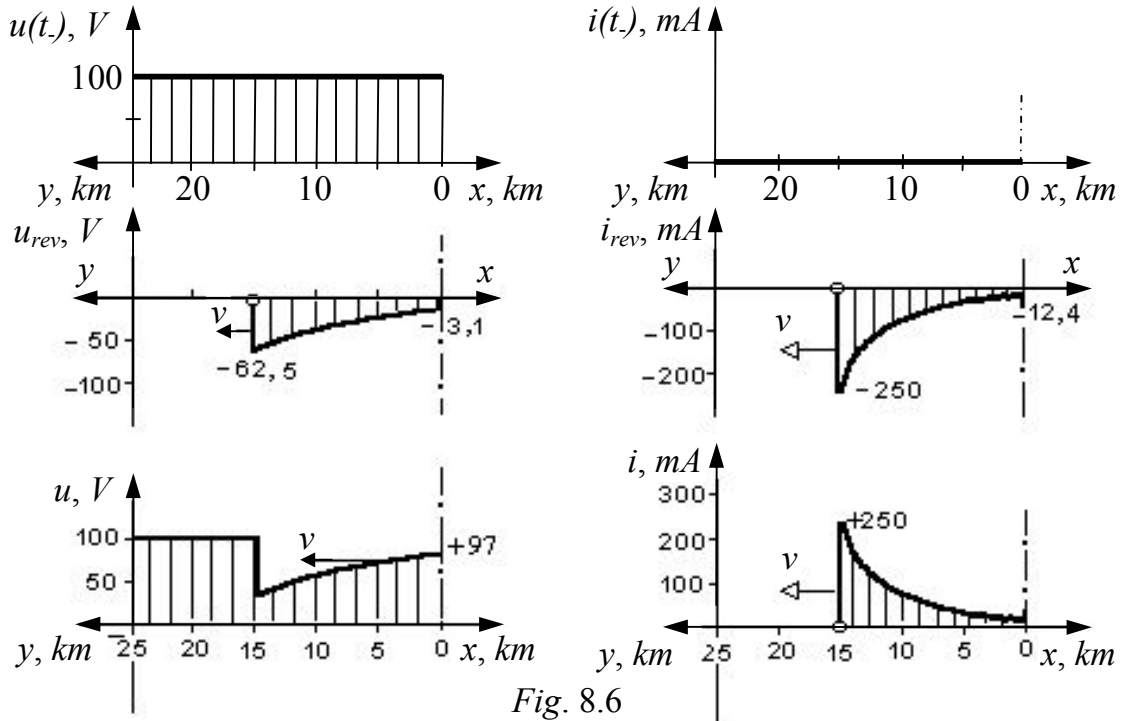 u(t-), V
100
y, km 20 10 0 x, km
i(t-), mA
y, km 20 10 0 x, km
urev, V
y x
v
-3,1
-50
-62,5
-100
irev, mA
y x
-12,4
-100
v
-200
-250
u, V
100
v
+97
50
y, km 25 20 15 10 5 0 x, km
i, mA
300
+250
200
v
100
y, km 25 20 15 10 5 0 x, km
Fig. 8.6